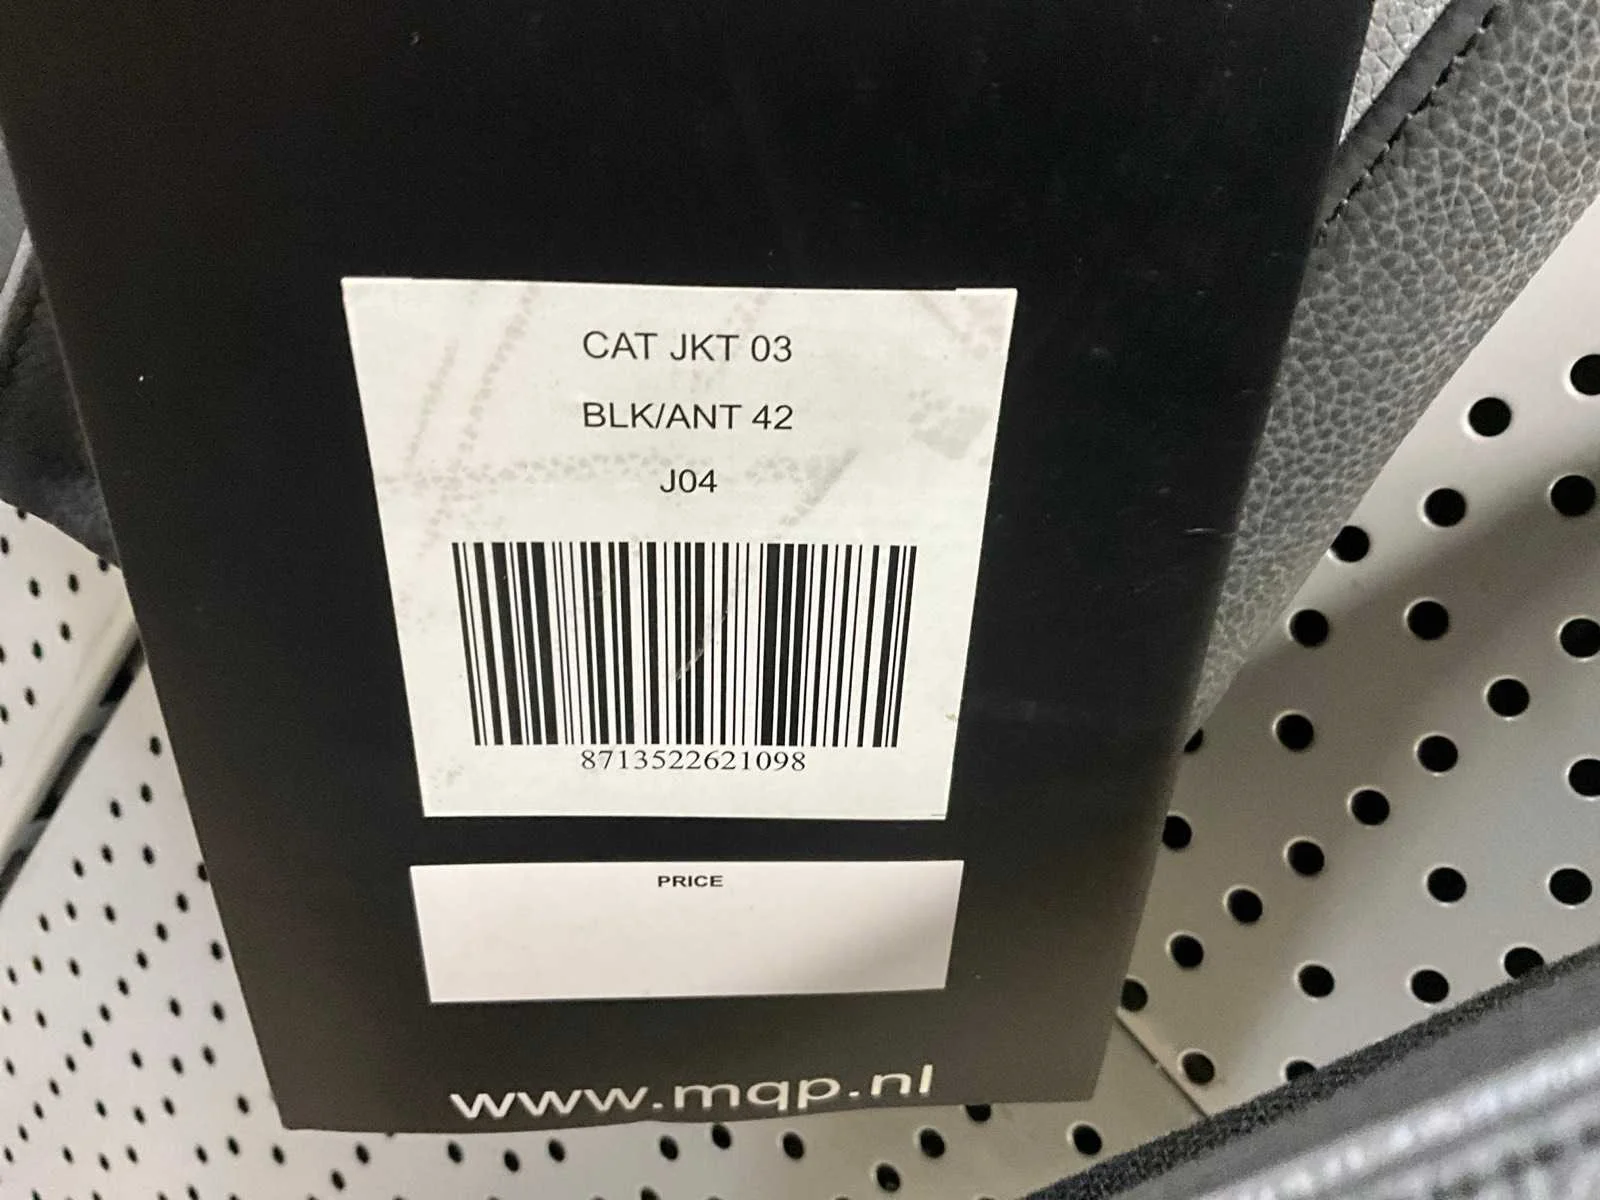 CAT JKT 03
BLK/ANT 42
J04
8713522621098
PRICE
www.mqp.nl